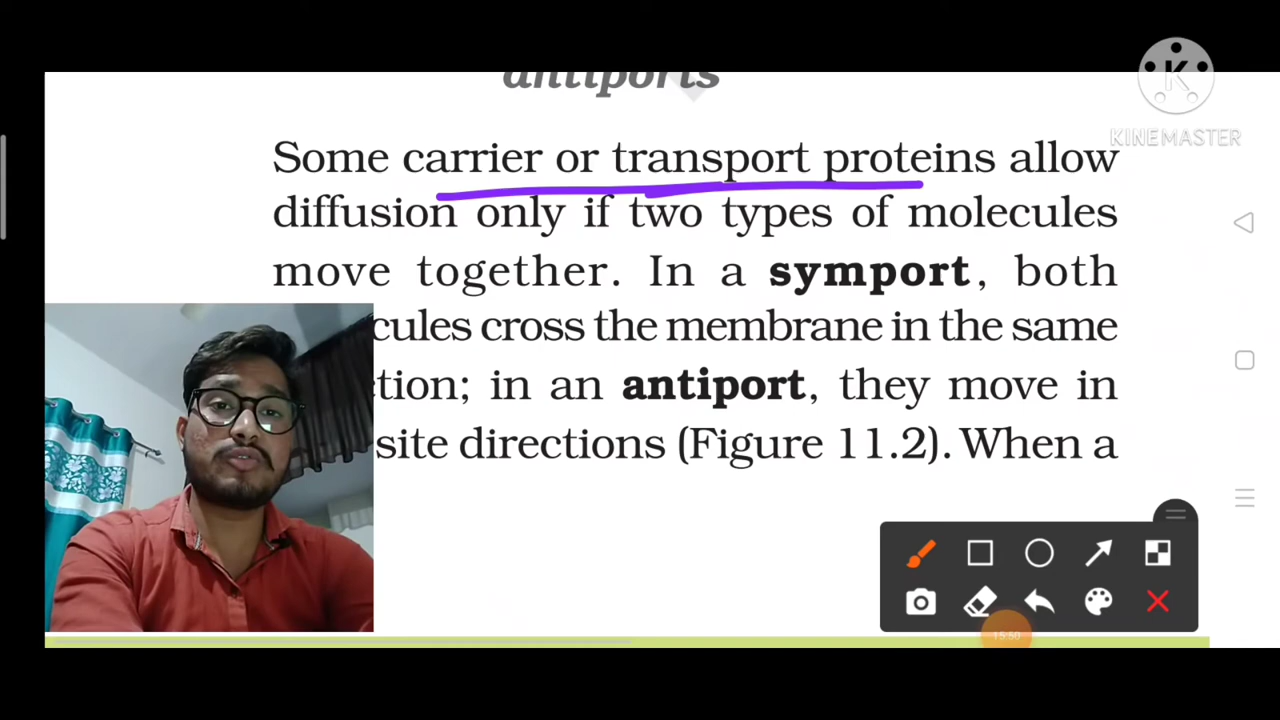 antiports
KINEMASTER
Some carrier or transport proteins allow
diffusion only if two types of molecules
move together. In a symport, both
cules cross the membrane in the same
tion; in an antiport, they move in
site directions (Figure 11.2). When a
15:50